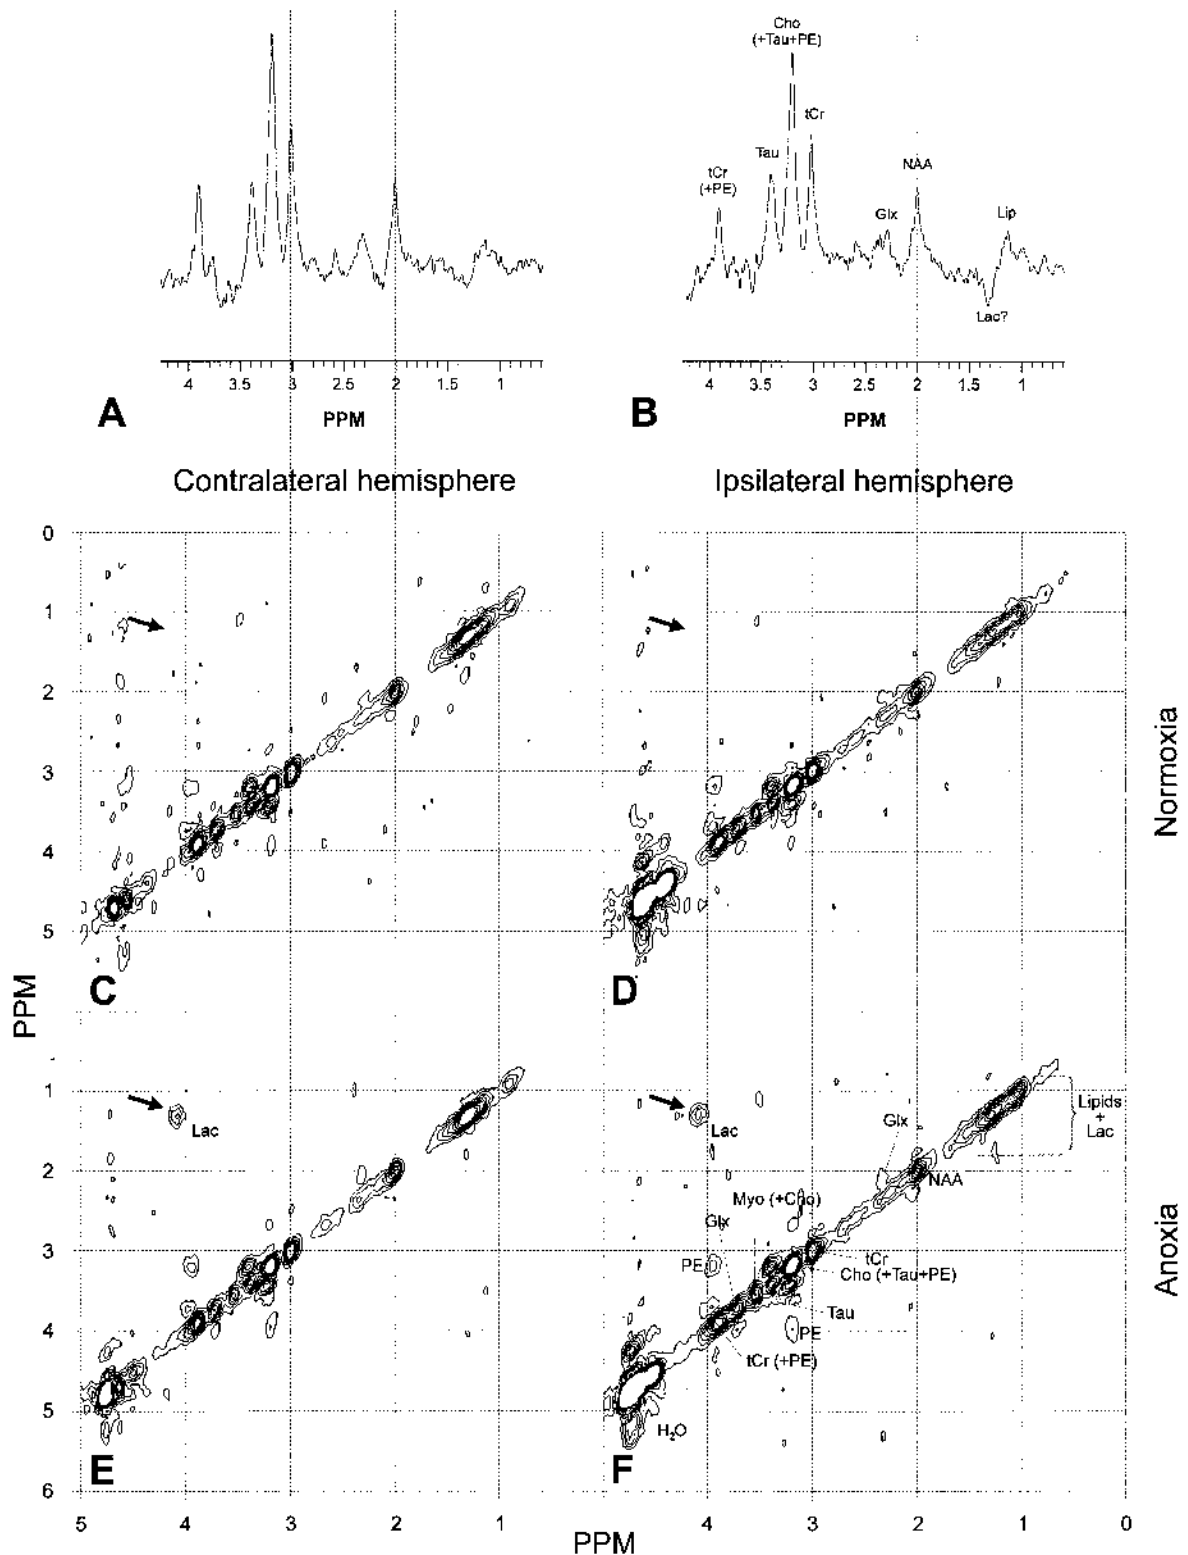 Cho
(+Tau+PE)
tCr
Tau
NAA
tCr
(+PE)
Glx
Lip
Lac?
4 3.5 3 2.5 2 1.5 1
4 3.5 3 2.5 2 1.5 1
A PPM
B PPM
Contralateral hemisphere
Ipsilateral hemisphere
0
1
2
3
4
5
Normoxia
C
D
PPM
1
Lac
Lac
Lipids
+
Lac
Glx
2
NAA
Myo (+Cho)
Glx
3
PE
tCr
Cho (+Tau+PE)
Tau
4
PE
tCr (+PE)
Anoxia
5
H₂O
E
F
6
5 4 3 2 1
4 3 2 1 0
PPM